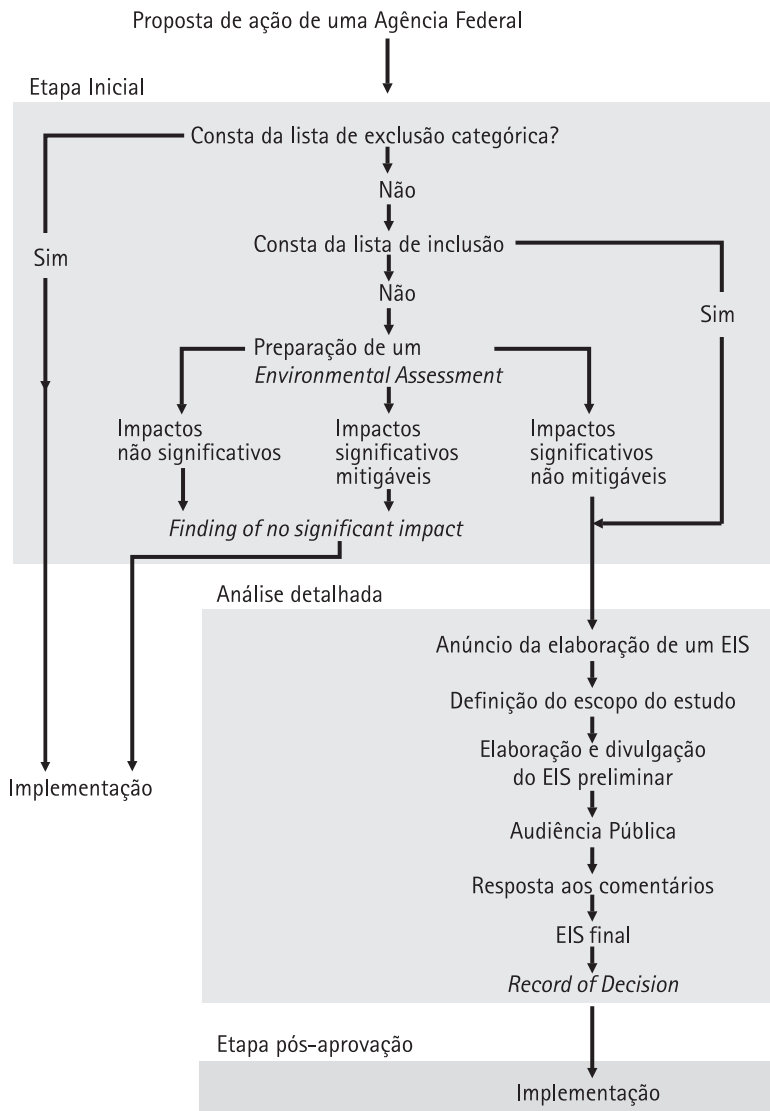 Proposta de ação de uma Agência Federal
Etapa Inicial
Consta da lista de exclusão categórica?
Não
Consta da lista de inclusão
Sim
Não
Sim
Preparação de um
Environmental Assessment
Impactos
não significativos
Impactos
significativos
mitigáveis
Impactos
significativos
não mitigáveis
Finding of no significant impact
Análise detalhada
Anúncio da elaboração de um EIS
Definição do escopo do estudo
Elaboração e divulgação
do EIS preliminar
Implementação
Audiência Pública
Resposta aos comentários
EIS final
Record of Decision
Etapa pós-aprovação
Implementação